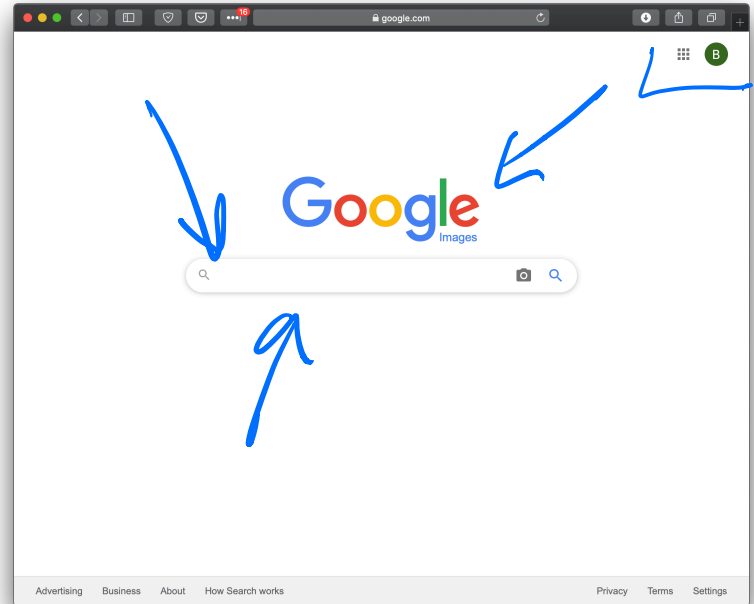 16
google.com
B
Google
Images
Advertising Business About How Search works Privacy Terms Settings